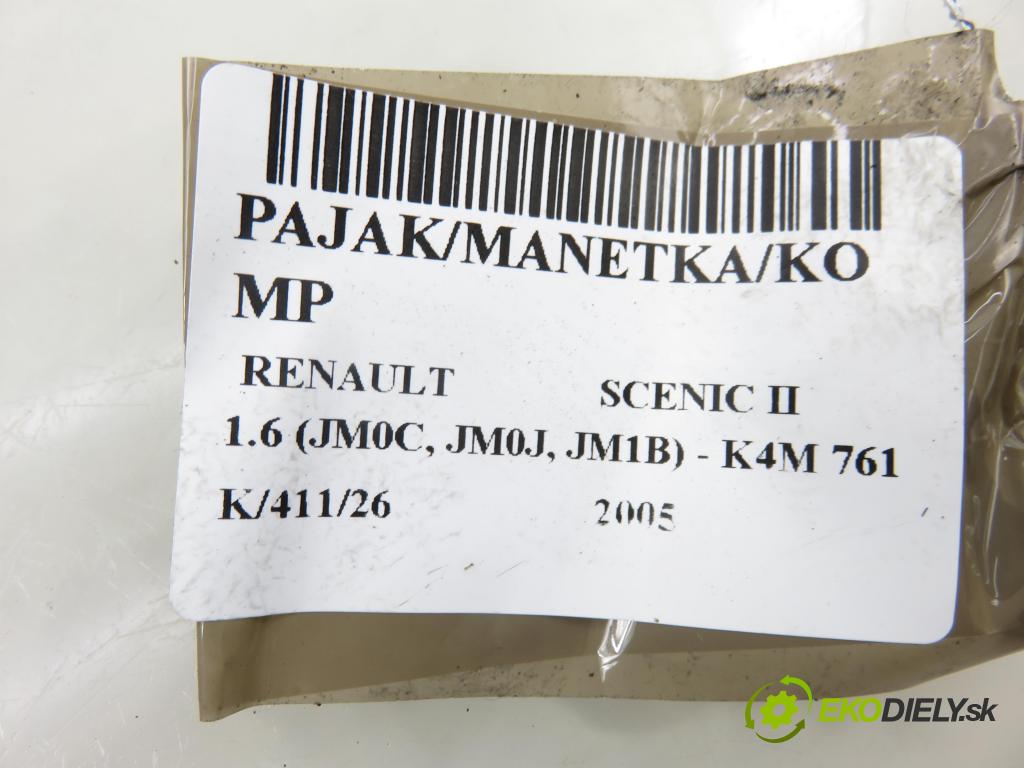 PAJAK/MANETKA/KO
MP
RENAULT SCENIC II
1.6 (JM0C, JM0J, JM1B) - K4M 761
K/411/26 2005
EKODIELY.sk